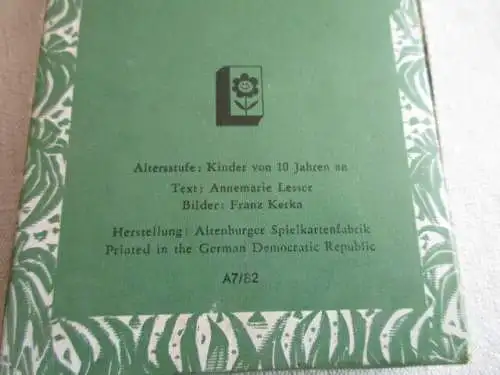 Altersstufe: Kinder von 10 Jahren an
Text: Annemarie Lesser
Bilder: Franz Kerka
Herstellung: Altenburger Spielkartenfabrik
Printed in the German Democratic Republic
A7/82